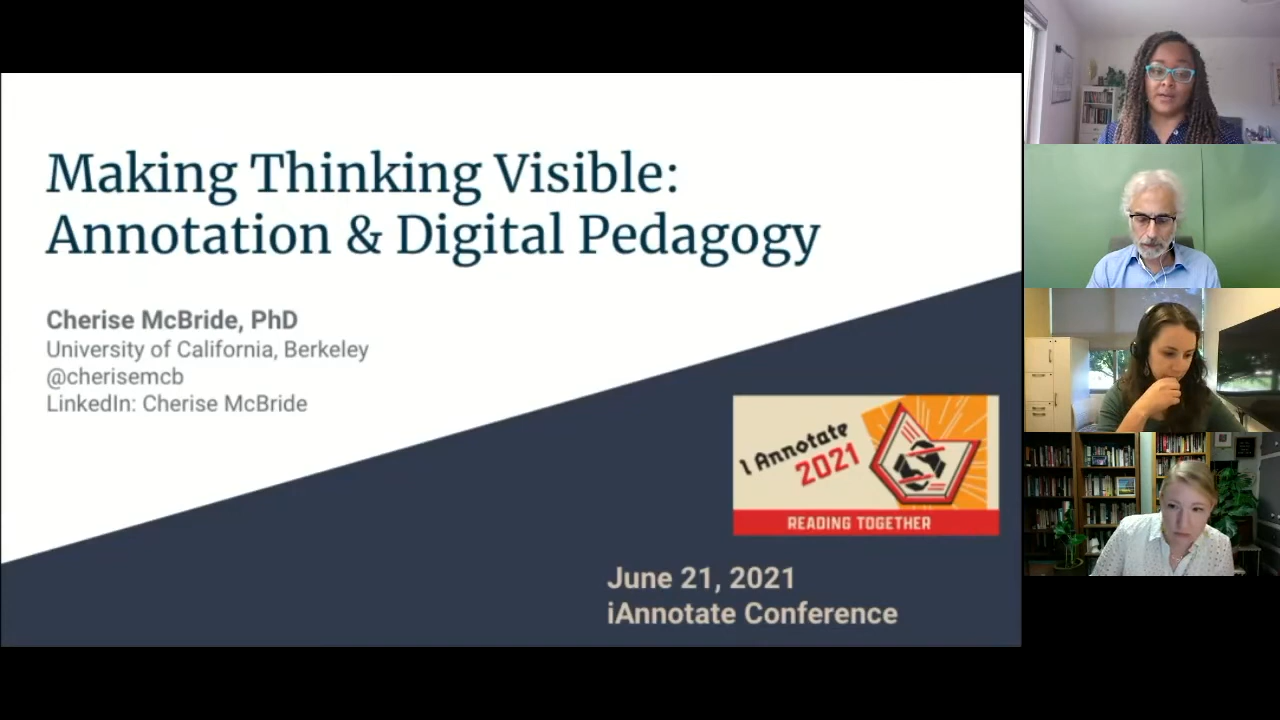 Making Thinking Visible:
Annotation & Digital Pedagogy
Cherise McBride, PhD
University of California, Berkeley
@cherisemcb
LinkedIn: Cherise McBride
I Annotate
2021
READING TOGETHER
June 21, 2021
iAnnotate Conference